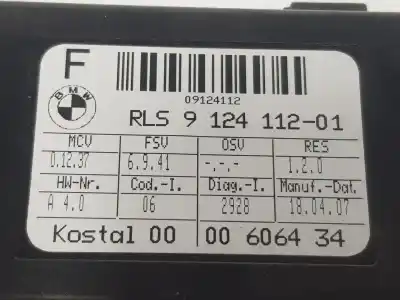 F
09124112
BMW
RLS 9 124 112-01
MCV FSV OSV RES
0.12.37 6.9.41 -.-.- 1.2.0
HW-Nr. Cod.-I. Diag.-I. Manuf.-Dat.
A 4.0 06 2928 18.04.07
Kostal 00 00 6064 34